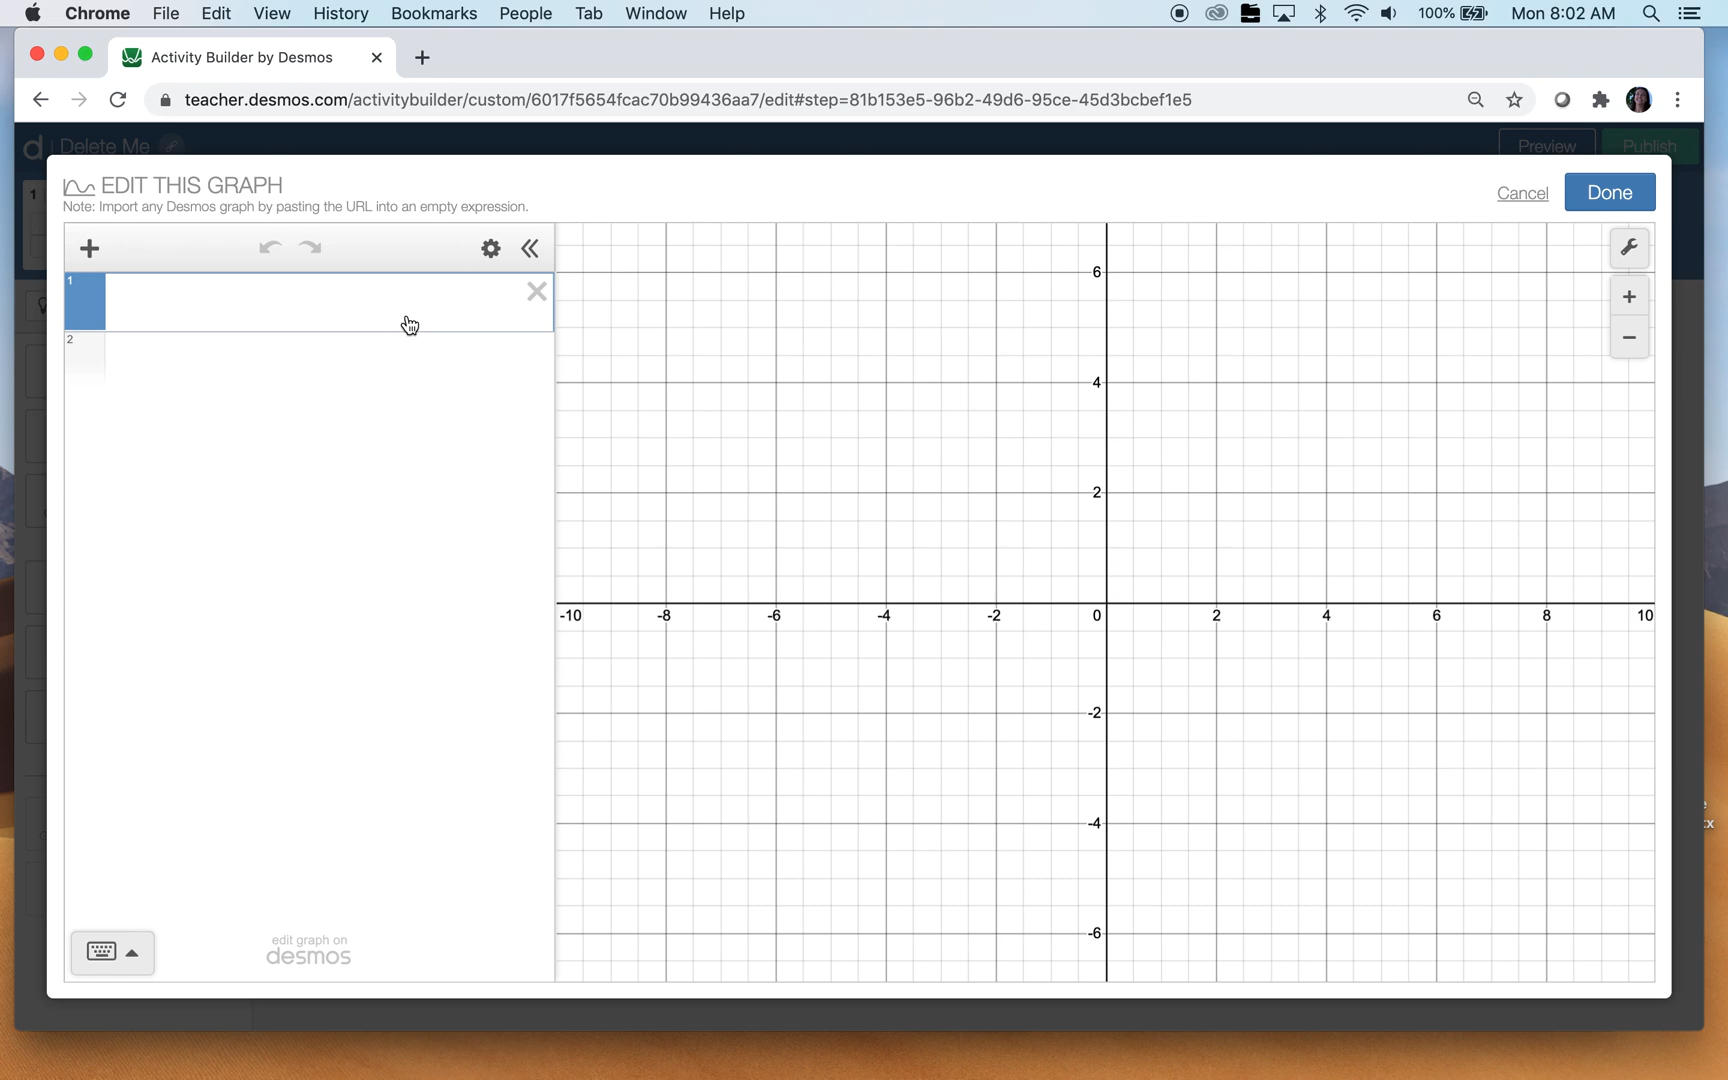 Chrome File Edit View History Bookmarks People Tab Window Help 100% Mon 8:02 AM
Activity Builder by Desmos
teacher.desmos.com/activitybuilder/custom/6017f5654fcac70b99436aa7/edit#step=81b153e5-96b2-49d6-95ce-45d3bcbef1e5
d Delete Me Preview Publish
1
EDIT THIS GRAPH
Note: Import any Desmos graph by pasting the URL into an empty expression.
Cancel Done
1
2
6
4
2
-10 -8 -6 -4 -2 0 2 4 6 8 10
-2
-4
-6
edit graph on
desmos